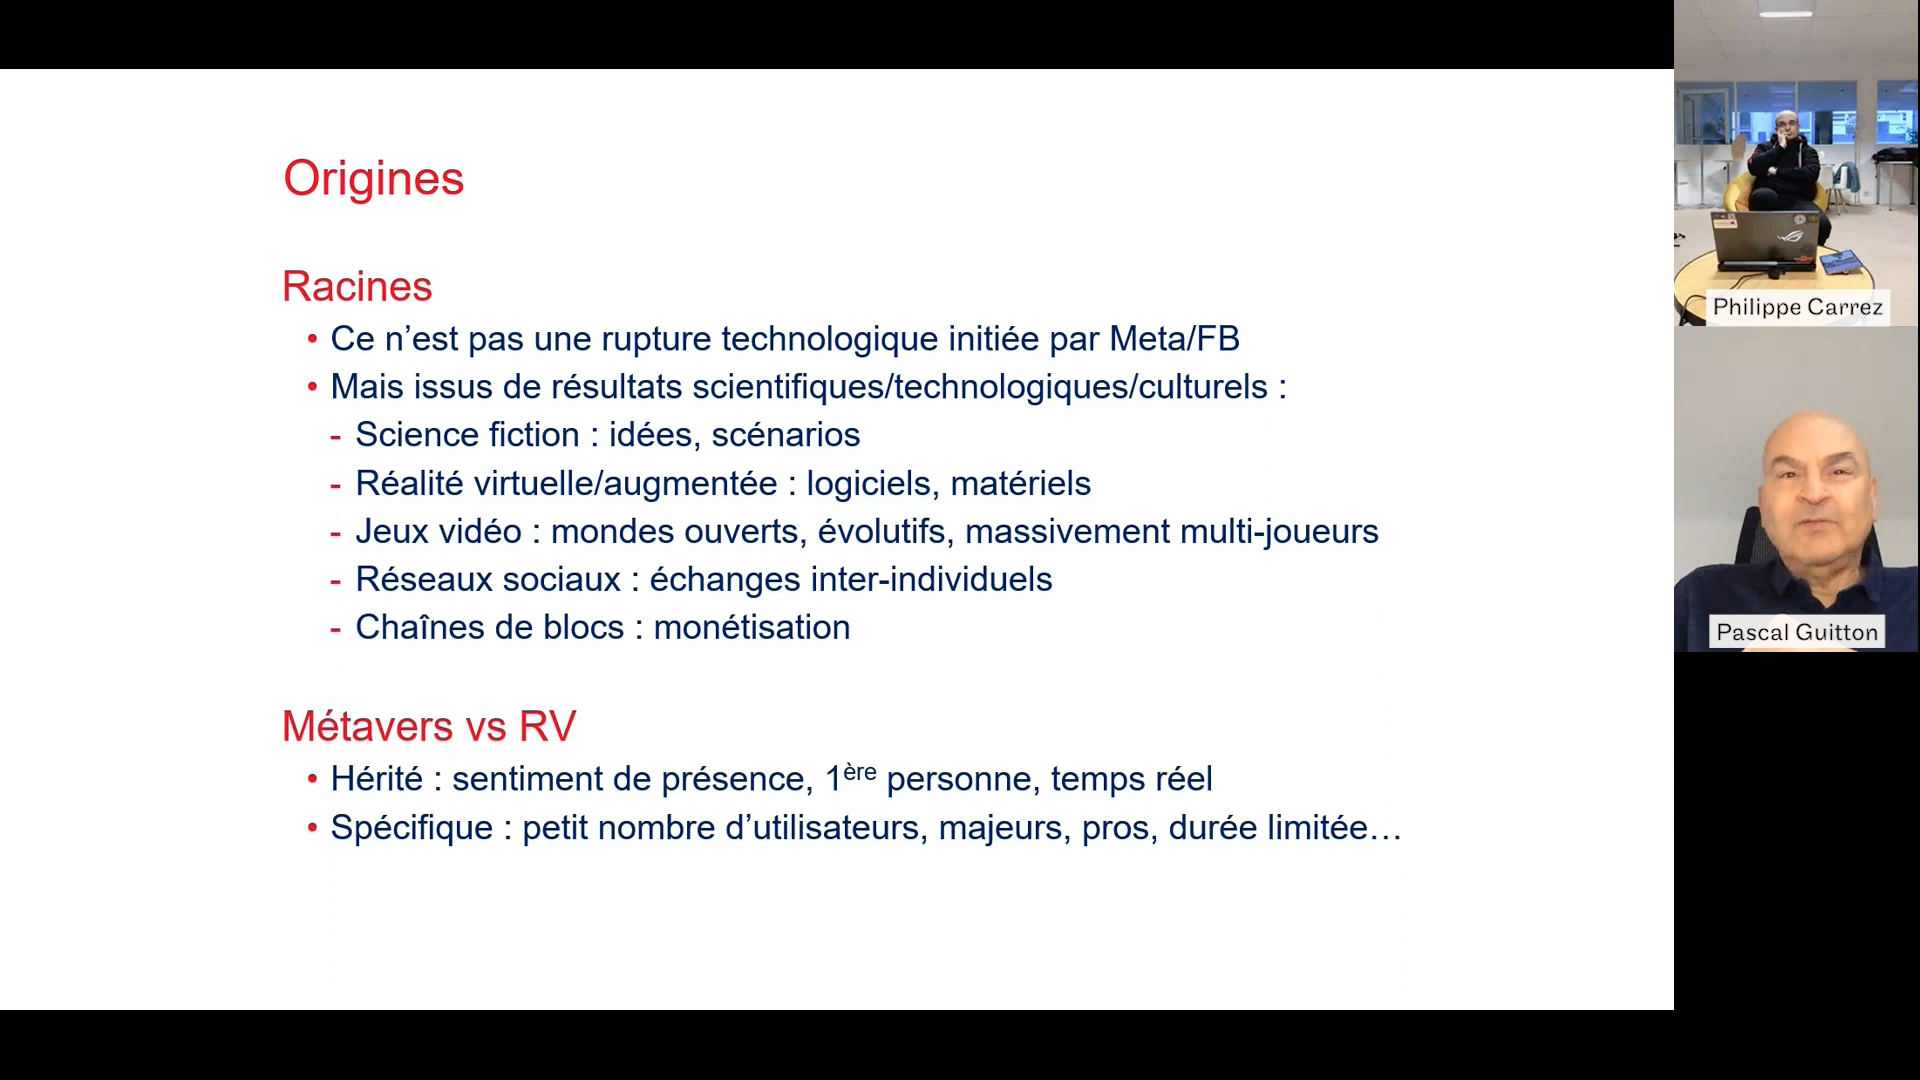 Origines
Racines
• Ce n’est pas une rupture technologique initiée par Meta/FB
• Mais issus de résultats scientifiques/technologiques/culturels :
- Science fiction : idées, scénarios
- Réalité virtuelle/augmentée : logiciels, matériels
- Jeux vidéo : mondes ouverts, évolutifs, massivement multi-joueurs
- Réseaux sociaux : échanges inter-individuels
- Chaînes de blocs : monétisation
Métavers vs RV
• Hérité : sentiment de présence, 1ère personne, temps réel
• Spécifique : petit nombre d’utilisateurs, majeurs, pros, durée limitée…
Philippe Carrez
Pascal Guitton